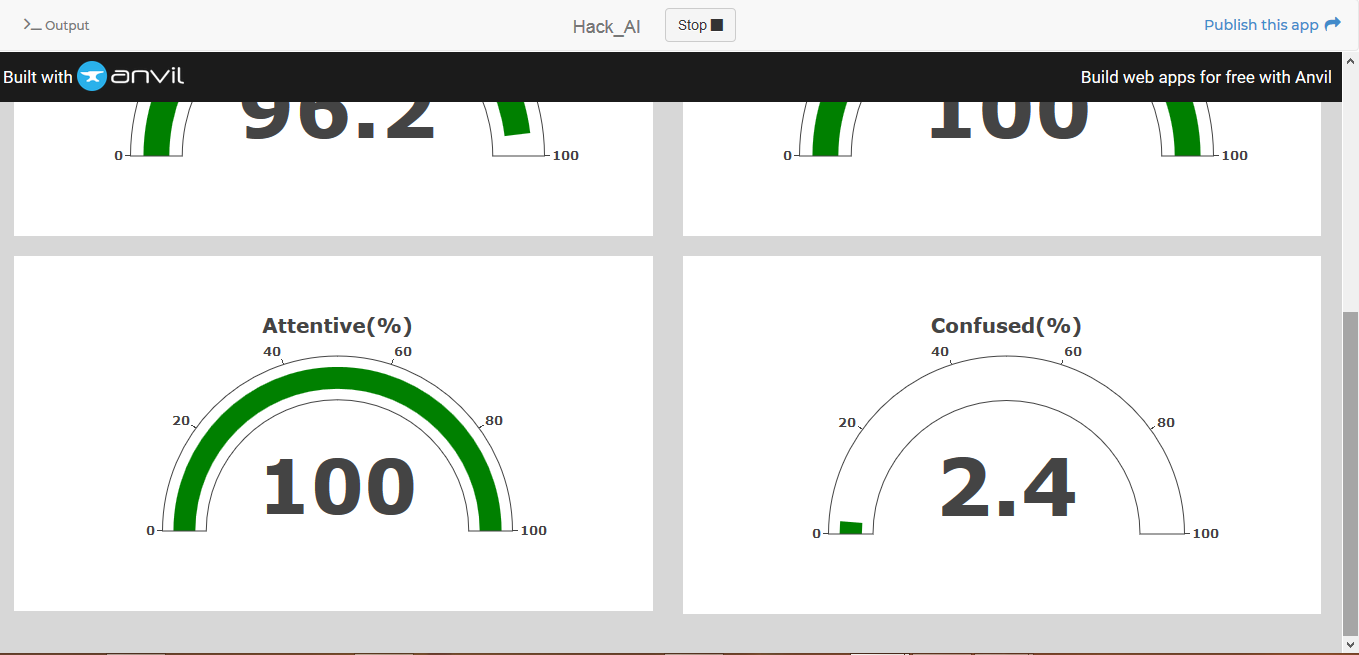 Output
Hack_AI
Stop
Publish this app
Built with anvil
Build web apps for free with Anvil
96.2
0
100
100
0
100
Attentive(%)
40
60
20
80
100
0
100
Confused(%)
40
60
20
80
2.4
0
100